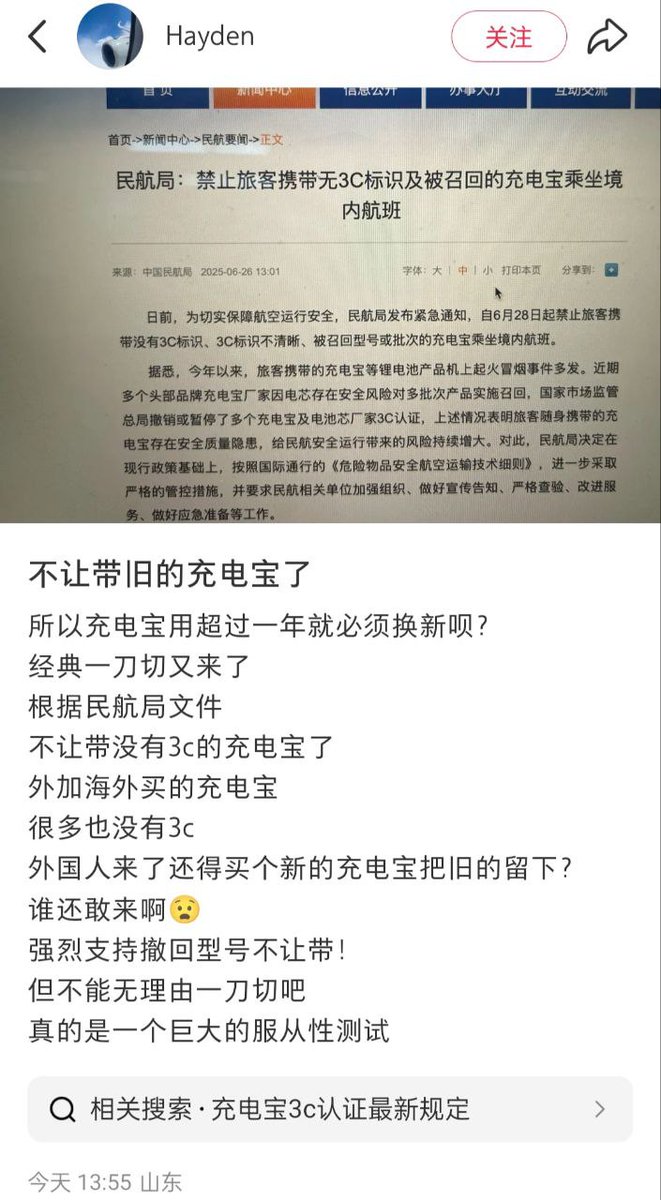 Hayden
关注
首页
新闻中心
信息公开
办事大厅
互动交流
首页->新闻中心->民航要闻->正文
民航局：禁止旅客携带无3C标识及被召回的充电宝乘坐境
内航班
来源：中国民航局 2025-06-26 13:01
字体：大 | 中 | 小 打印本页 分享到：
日前，为切实保障航空运行安全，民航局发布紧急通知，自6月28日起禁止旅客携
带没有3C标识、3C标识不清晰、被召回型号或批次的充电宝乘坐境内航班。
据悉，今年以来，旅客携带的充电宝等锂电池产品机上起火冒烟事件多发。近期
多个头部品牌充电宝厂家因电芯存在安全风险对多批次产品实施召回，国家市场监管
总局撤销或暂停了多个充电宝及电池芯厂家3C认证，上述情况表明旅客随身携带的充
电宝存在安全质量隐患，给民航安全运行带来的风险持续增大。对此，民航局决定在
现行政策基础上，按照国际通行的《危险物品安全航空运输技术细则》，进一步采取
严格的管控措施，并要求民航相关单位加强组织、做好宣传告知、严格查验、改进服
务、做好应急准备等工作。
不让带旧的充电宝了
所以充电宝用超过一年就必须换新呗？
经典一刀切又来了
根据民航局文件
不让带没有3c的充电宝了
外加海外买的充电宝
很多也没有3c
外国人来了还得买个新的充电宝把旧的留下？
谁还敢来啊😧
强烈支持撤回型号不让带！
但不能无理由一刀切吧
真的是一个巨大的服从性测试
相关搜索·充电宝3c认证最新规定
今天 13:55 山东